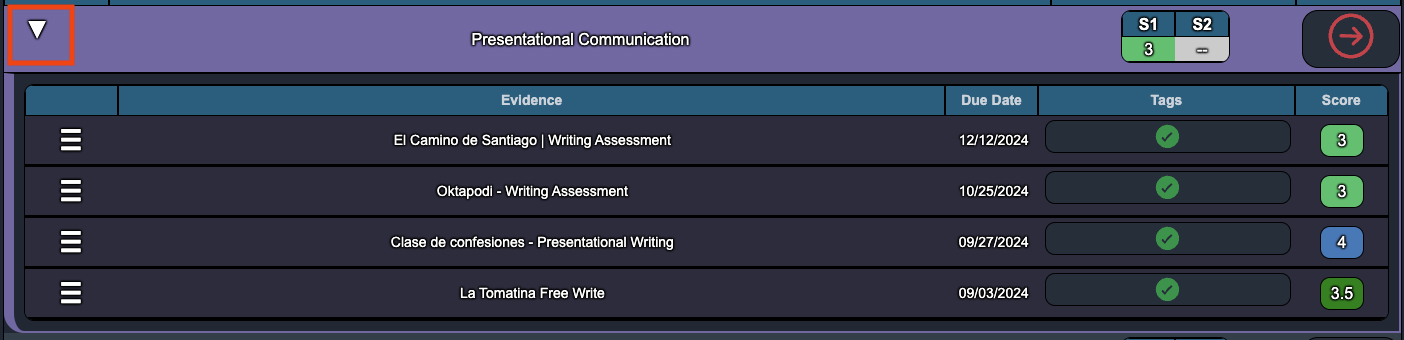 Presentational Communication
S1 S2
3 --
Evidence Due Date Tags Score
El Camino de Santiago | Writing Assessment 12/12/2024 3
Oktapodi - Writing Assessment 10/25/2024 3
Clase de confesiones - Presentational Writing 09/27/2024 4
La Tomatina Free Write 09/03/2024 3.5